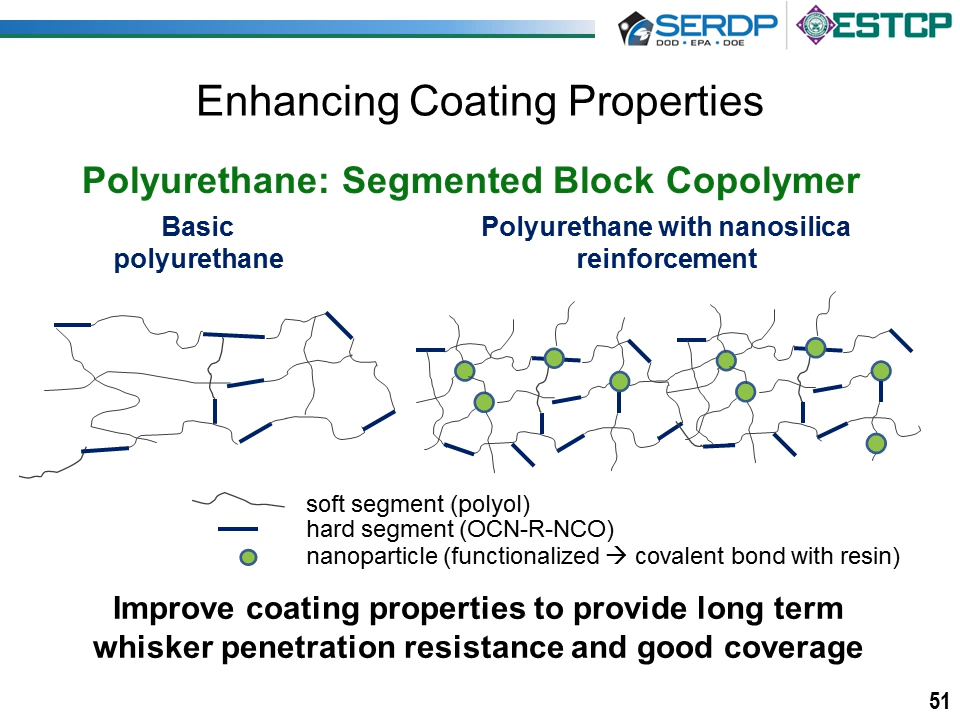 SERDP
DOD • EPA • DOE
ESTCP
Enhancing Coating Properties
Polyurethane: Segmented Block Copolymer
Basic
polyurethane
Polyurethane with nanosilica
reinforcement
soft segment (polyol)
hard segment (OCN-R-NCO)
nanoparticle (functionalized → covalent bond with resin)
Improve coating properties to provide long term
whisker penetration resistance and good coverage
51